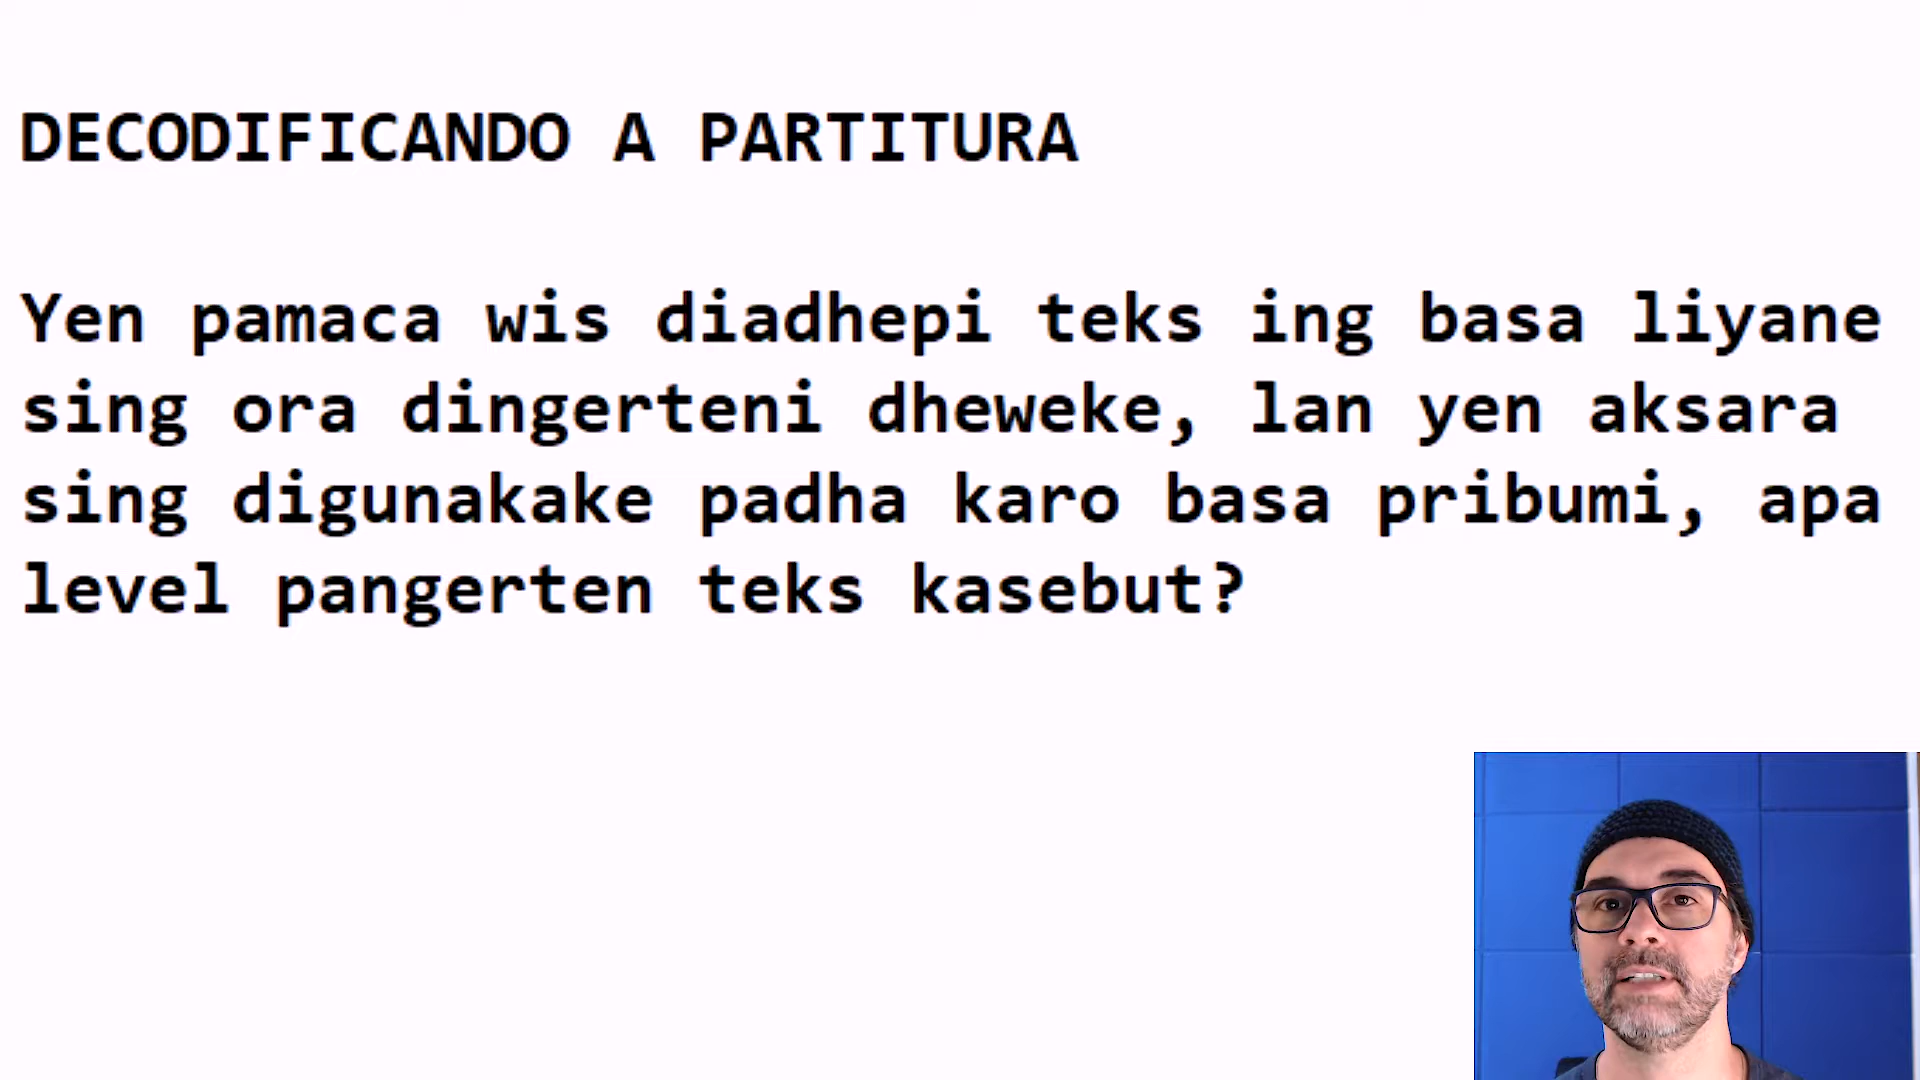 DECODIFICANDO A PARTITURA
Yen pamaca wis diadhepi teks ing basa liyane
sing ora dingerteni dheweke, lan yen aksara
sing digunakake padha karo basa pribumi, apa
level pangerten teks kasebut?